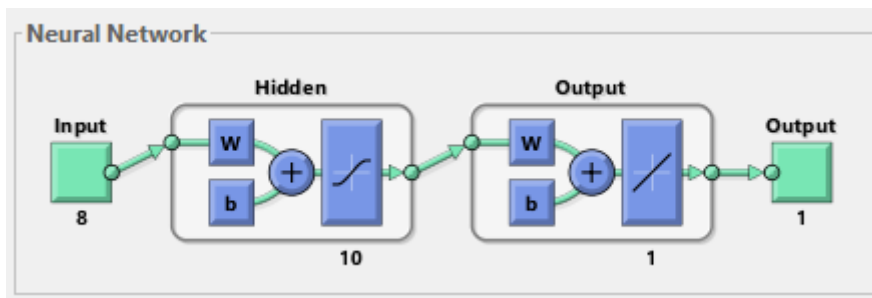 Neural Network
Hidden
Output
Input
Output
W
W
+
+
b
b
8
1
10
1